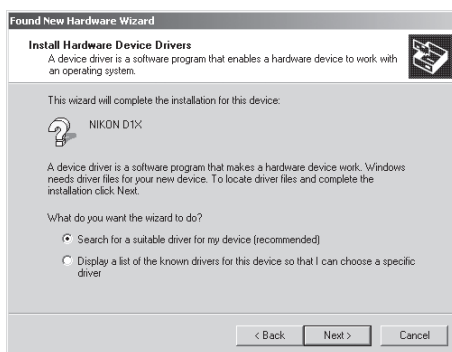 Found New Hardware Wizard
Install Hardware Device Drivers
A device driver is a software program that enables a hardware device to work with
an operating system.
This wizard will complete the installation for this device:
NIKON D1X
A device driver is a software program that makes a hardware device work. Windows
needs driver files for your new device. To locate driver files and complete the
installation click Next.
What do you want the wizard to do?
Search for a suitable driver for my device (recommended)
Display a list of the known drivers for this device so that I can choose a specific
driver
< Back Next > Cancel